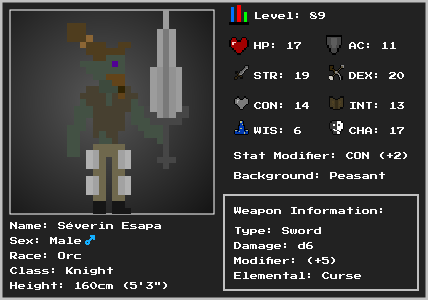 Level: 89
HP: 17
AC: 11
STR: 19
DEX: 20
CON: 14
INT: 13
WIS: 6
CHA: 17
Stat Modifier: CON (+2)
Background: Peasant
Weapon Information:
Type: Sword
Damage: d6
Modifier: (+5)
Elemental: Curse
Name: Séverin Esapa
Sex: Male ♂
Race: Orc
Class: Knight
Height: 160cm (5'3")